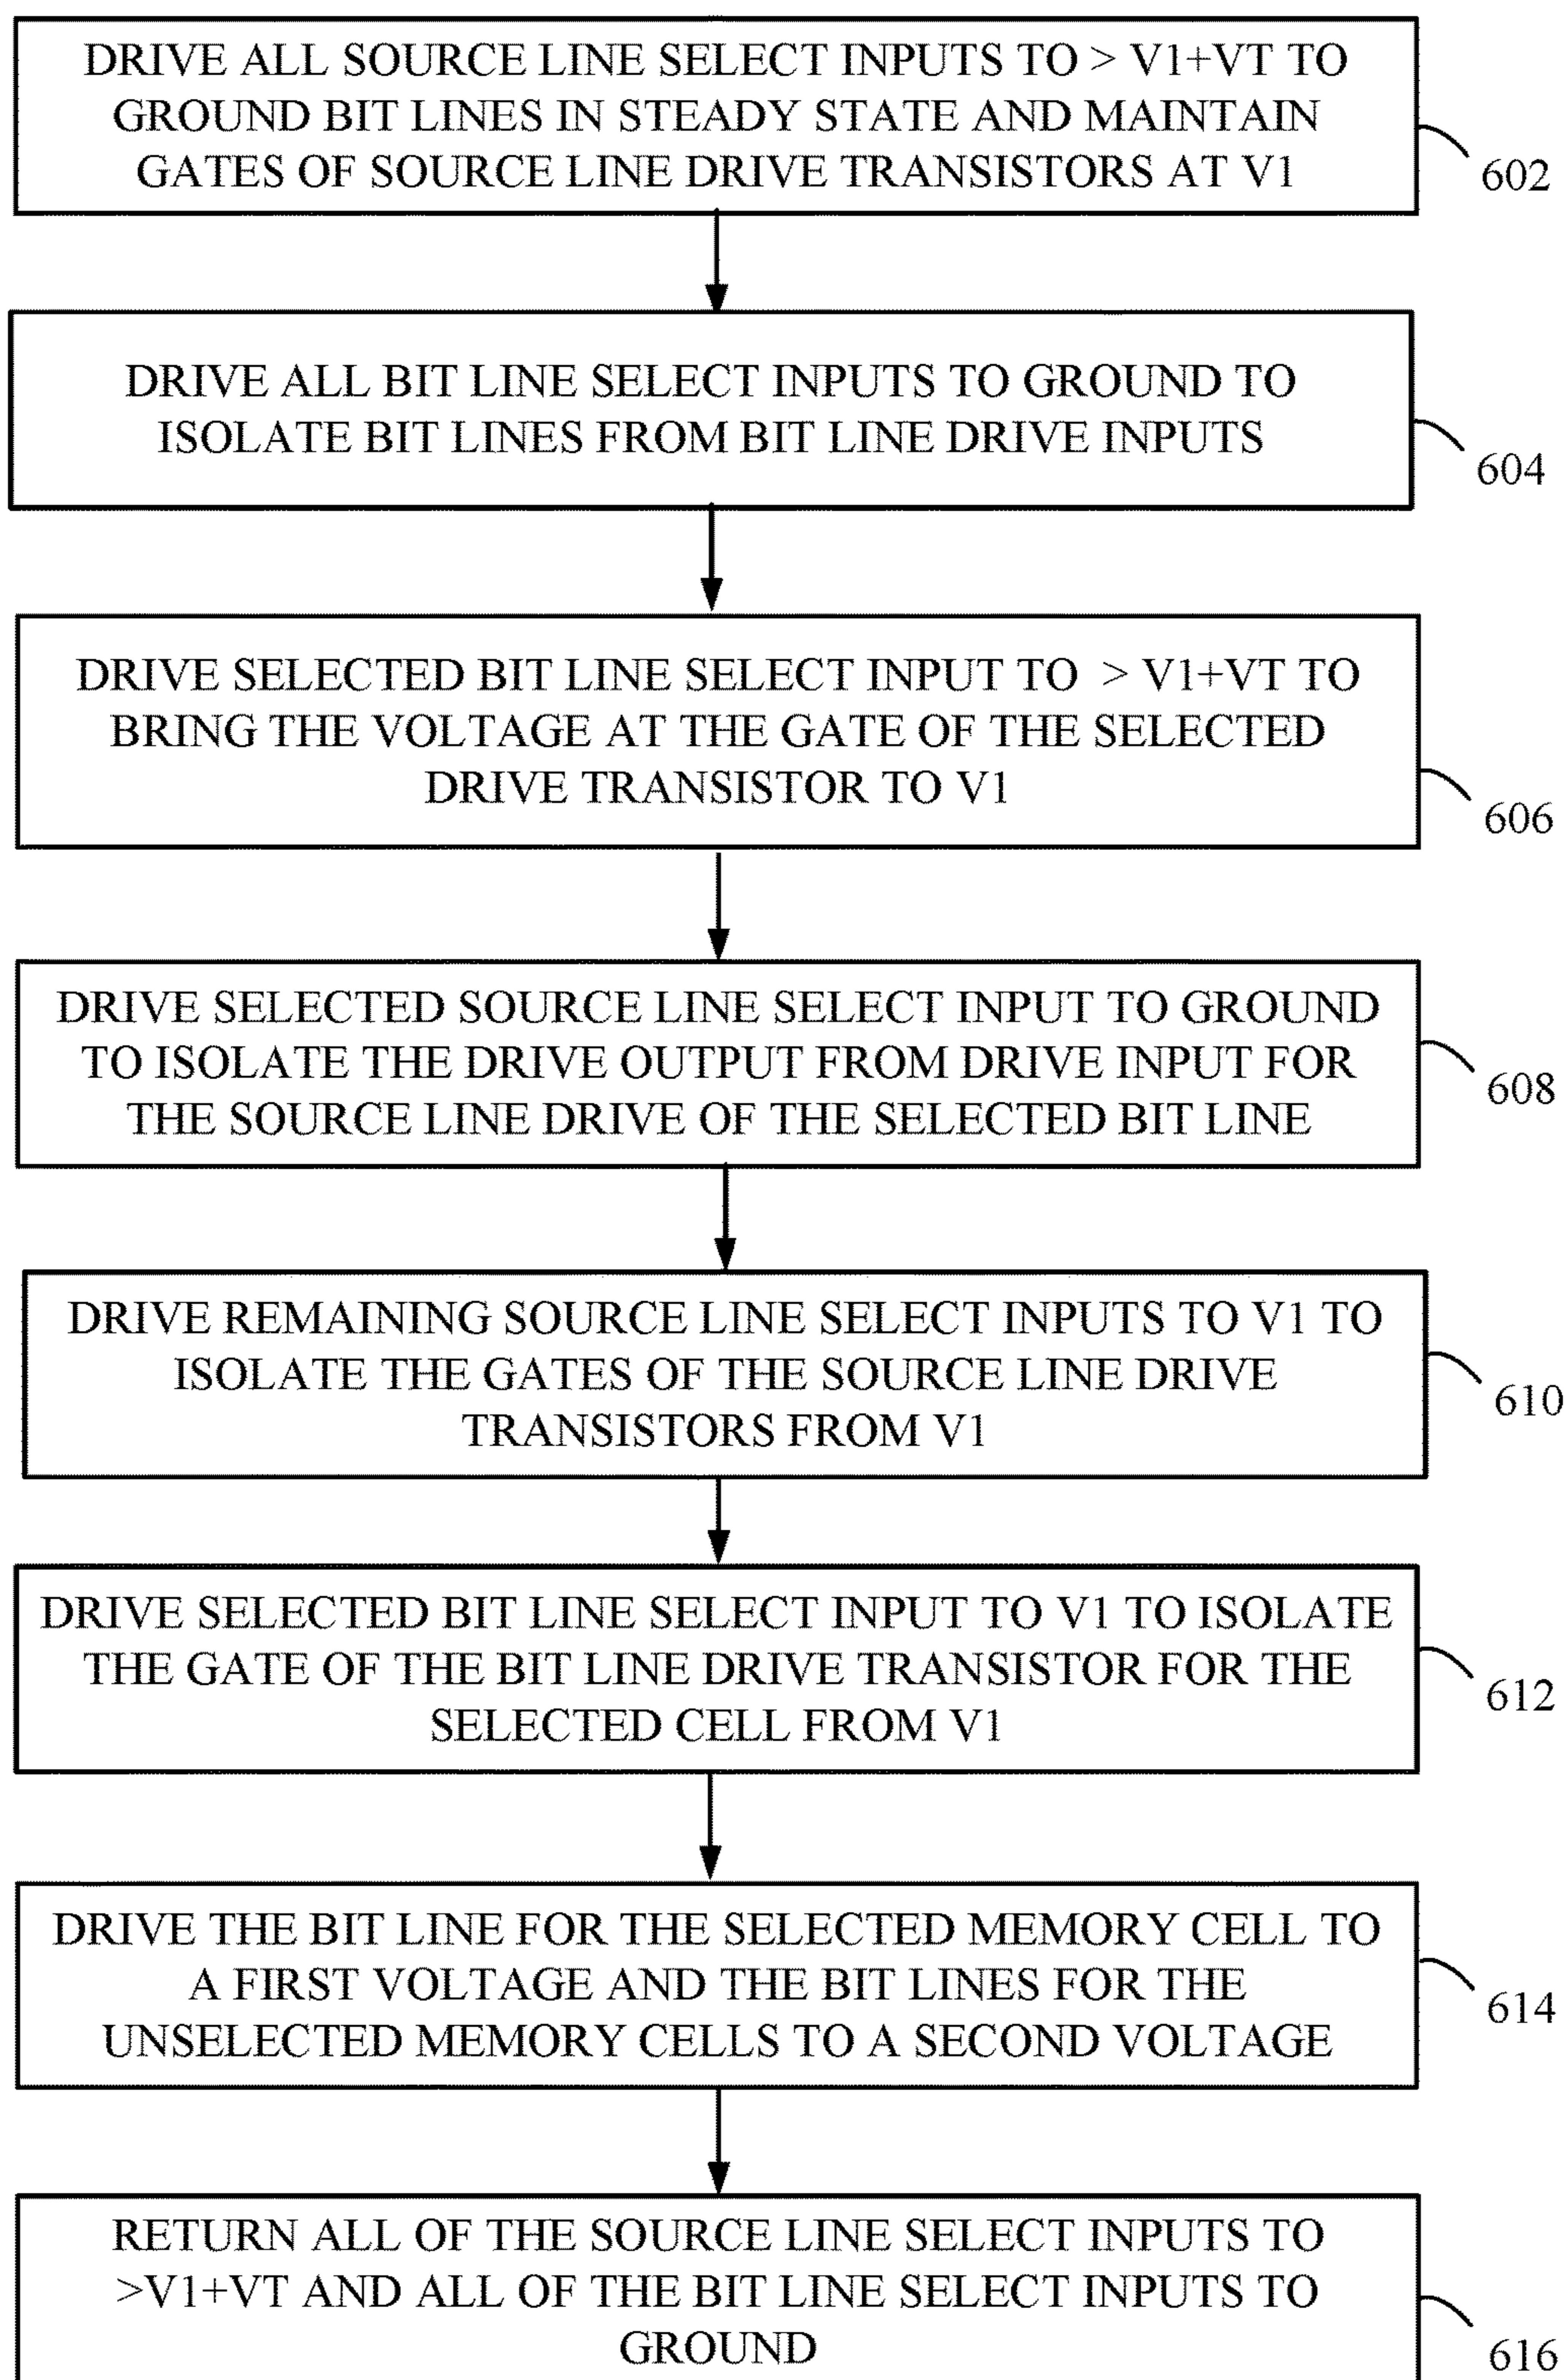 DRIVE ALL SOURCE LINE SELECT INPUTS TO > V1+VT TO
GROUND BIT LINES IN STEADY STATE AND MAINTAIN
GATES OF SOURCE LINE DRIVE TRANSISTORS AT V1
602
DRIVE ALL BIT LINE SELECT INPUTS TO GROUND TO
ISOLATE BIT LINES FROM BIT LINE DRIVE INPUTS
604
DRIVE SELECTED BIT LINE SELECT INPUT TO > V1+VT TO
BRING THE VOLTAGE AT THE GATE OF THE SELECTED
DRIVE TRANSISTOR TO V1
606
DRIVE SELECTED SOURCE LINE SELECT INPUT TO GROUND
TO ISOLATE THE DRIVE OUTPUT FROM DRIVE INPUT FOR
THE SOURCE LINE DRIVE OF THE SELECTED BIT LINE
608
DRIVE REMAINING SOURCE LINE SELECT INPUTS TO V1 TO
ISOLATE THE GATES OF THE SOURCE LINE DRIVE
TRANSISTORS FROM V1
610
DRIVE SELECTED BIT LINE SELECT INPUT TO V1 TO ISOLATE
THE GATE OF THE BIT LINE DRIVE TRANSISTOR FOR THE
SELECTED CELL FROM V1
612
DRIVE THE BIT LINE FOR THE SELECTED MEMORY CELL TO
A FIRST VOLTAGE AND THE BIT LINES FOR THE
UNSELECTED MEMORY CELLS TO A SECOND VOLTAGE
614
RETURN ALL OF THE SOURCE LINE SELECT INPUTS TO
>V1+VT AND ALL OF THE BIT LINE SELECT INPUTS TO
GROUND
616